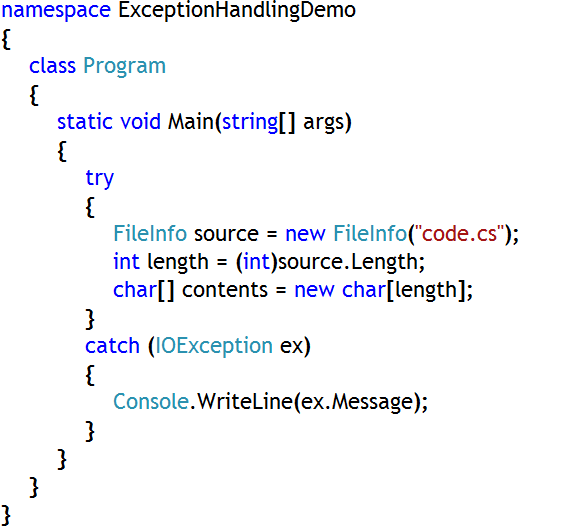 namespace ExceptionHandlingDemo
{
class Program
{
static void Main(string[] args)
{
try
{
FileInfo source = new FileInfo("code.cs");
int length = (int)source.Length;
char[] contents = new char[length];
}
catch (IOException ex)
{
Console.WriteLine(ex.Message);
}
}
}
}